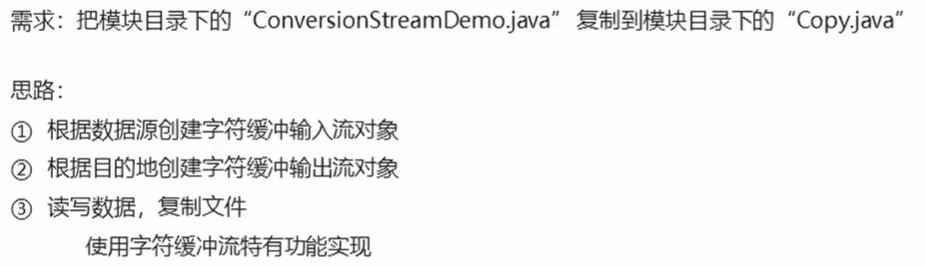 需求：把模块目录下的“ConversionStreamDemo.java” 复制到模块目录下的“Copy.java”
思路：
① 根据数据源创建字符缓冲输入流对象
② 根据目的地创建字符缓冲输出流对象
③ 读写数据，复制文件
使用字符缓冲流特有功能实现